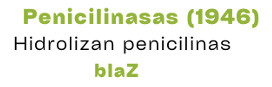 Penicilinasas (1946)
Hidrolizan penicilinas
blaZ